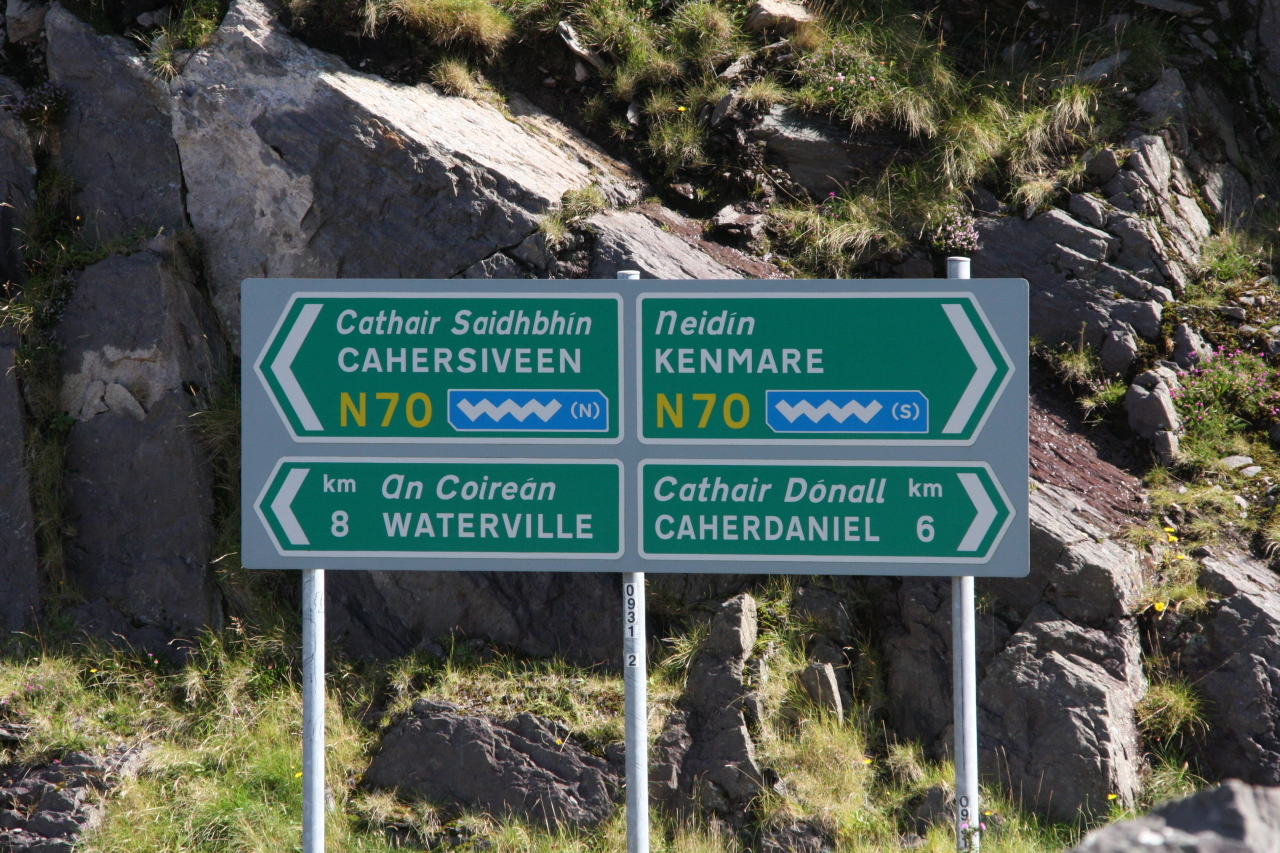 Cathair Saidhbhín
CAHERSIVEEN
N70 (N)
Neidín
KENMARE
N70 (S)
km An Coireán
8 WATERVILLE
Cathair Dónall km
CAHERDANIEL 6
0931
2